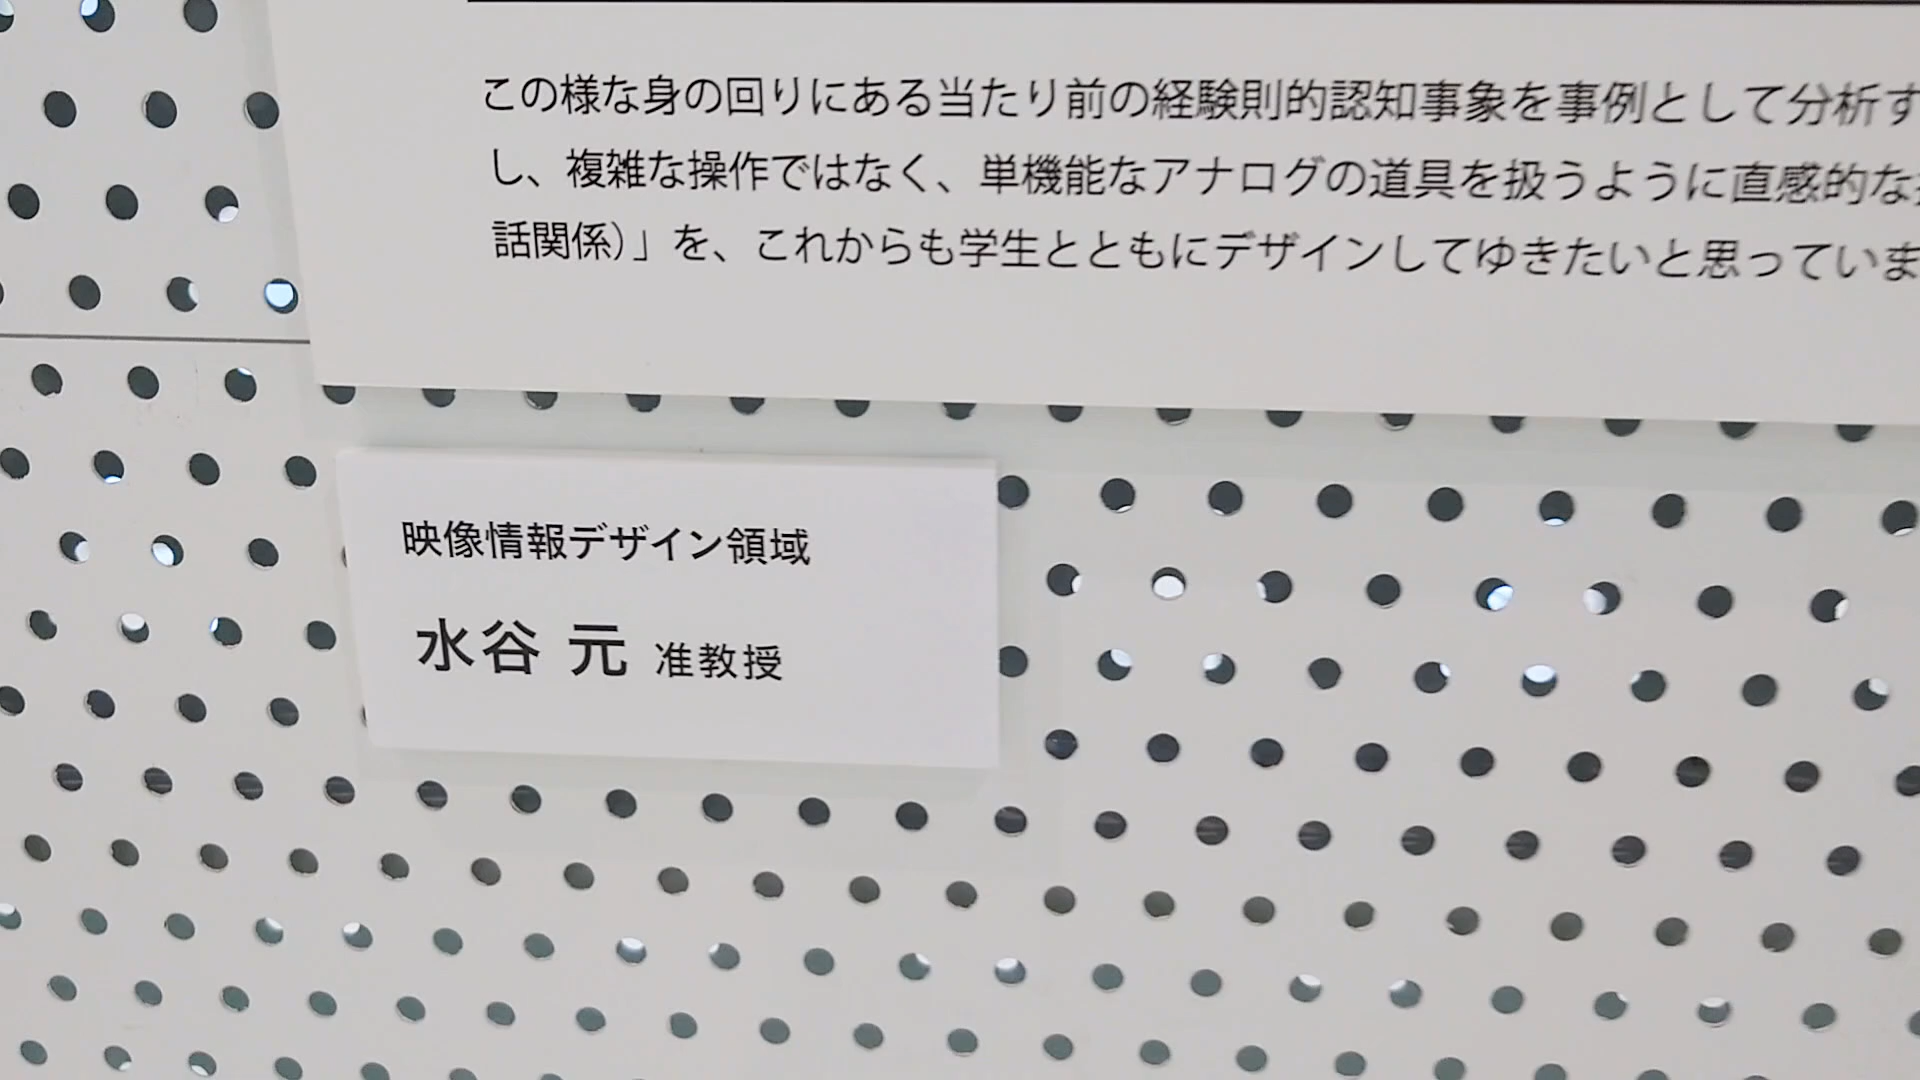 この様な身の回りにある当たり前の経験則的認知事象を事例として分析す
し、複雑な操作ではなく、単機能なアナログの道具を扱うように直感的な
話関係）」を、これからも学生とともにデザインしてゆきたいと思っていま
映像情報デザイン領域
水谷 元 准教授